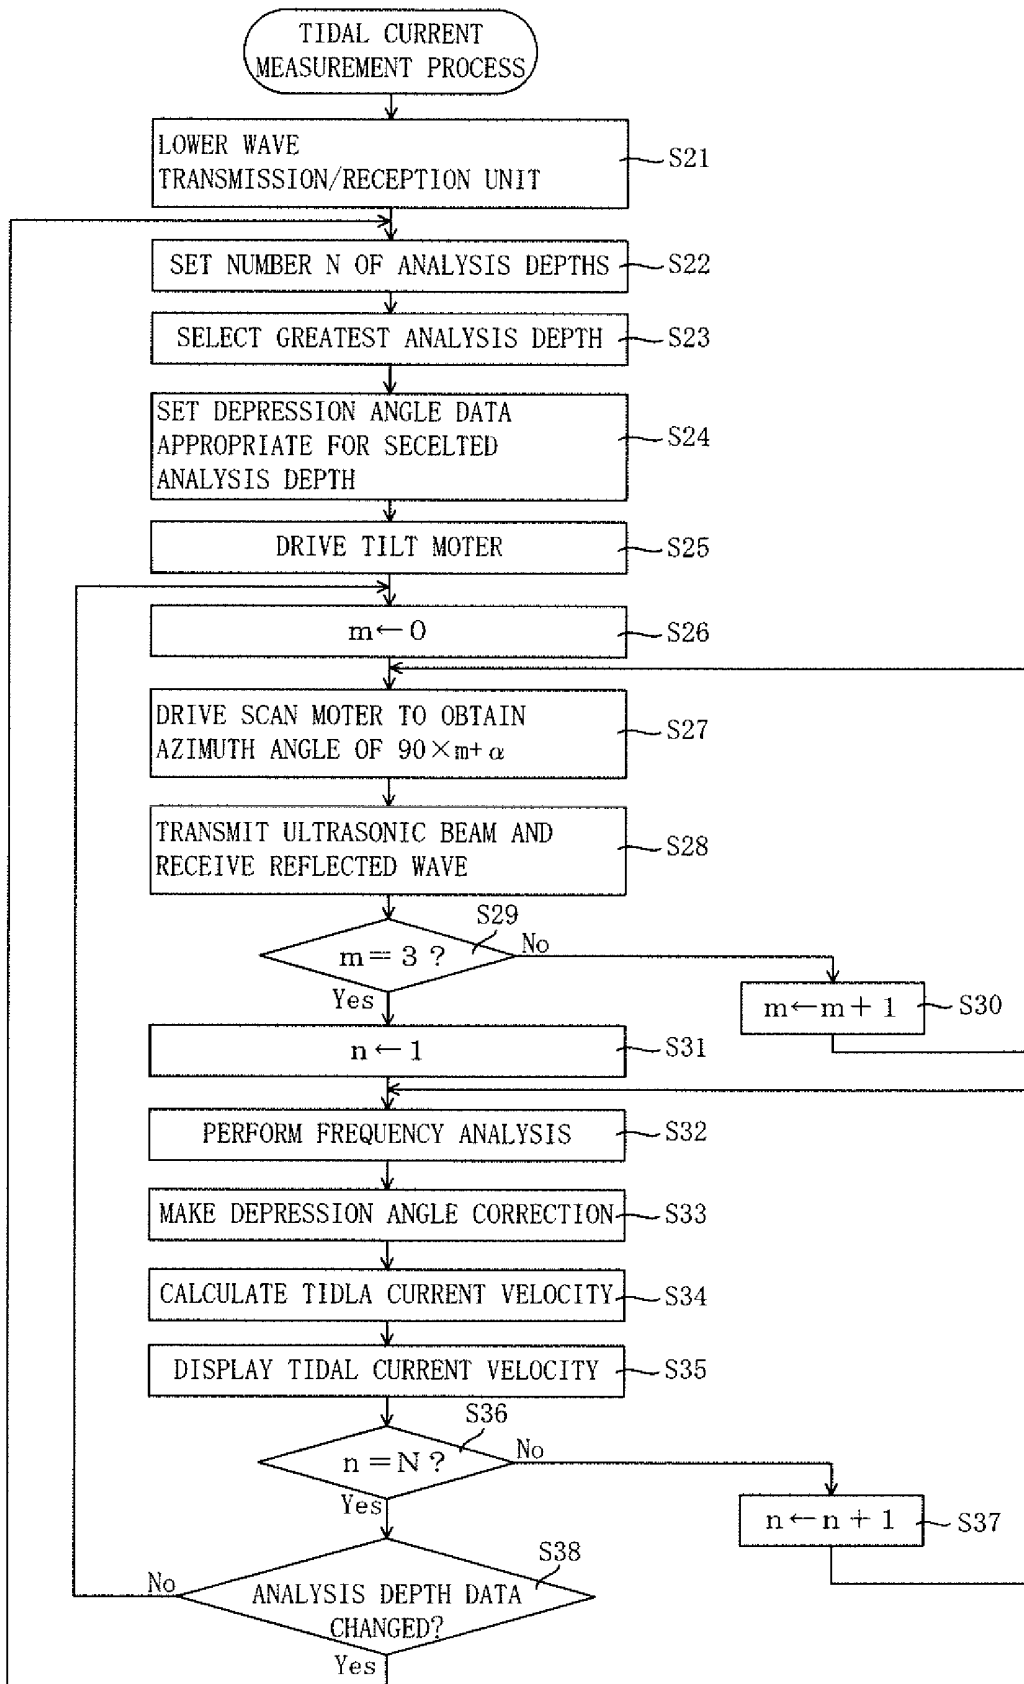 TIDAL CURRENT
MEASUREMENT PROCESS
LOWER WAVE
TRANSMISSION/RECEPTION UNIT
S21
SET NUMBER N OF ANALYSIS DEPTHS
S22
SELECT GREATEST ANALYSIS DEPTH
S23
SET DEPRESSION ANGLE DATA
APPROPRIATE FOR SECELTED
ANALYSIS DEPTH
S24
DRIVE TILT MOTER
S25
m←0
S26
DRIVE SCAN MOTER TO OBTAIN
AZIMUTH ANGLE OF 90×m+α
S27
TRANSMIT ULTRASONIC BEAM AND
RECEIVE REFLECTED WAVE
S28
S29
m=3?
No
Yes
m←m+1
S30
n←1
S31
PERFORM FREQUENCY ANALYSIS
S32
MAKE DEPRESSION ANGLE CORRECTION
S33
CALCULATE TIDLA CURRENT VELOCITY
S34
DISPLAY TIDAL CURRENT VELOCITY
S35
S36
n=N?
No
Yes
n←n+1
S37
S38
No
ANALYSIS DEPTH DATA
CHANGED?
Yes